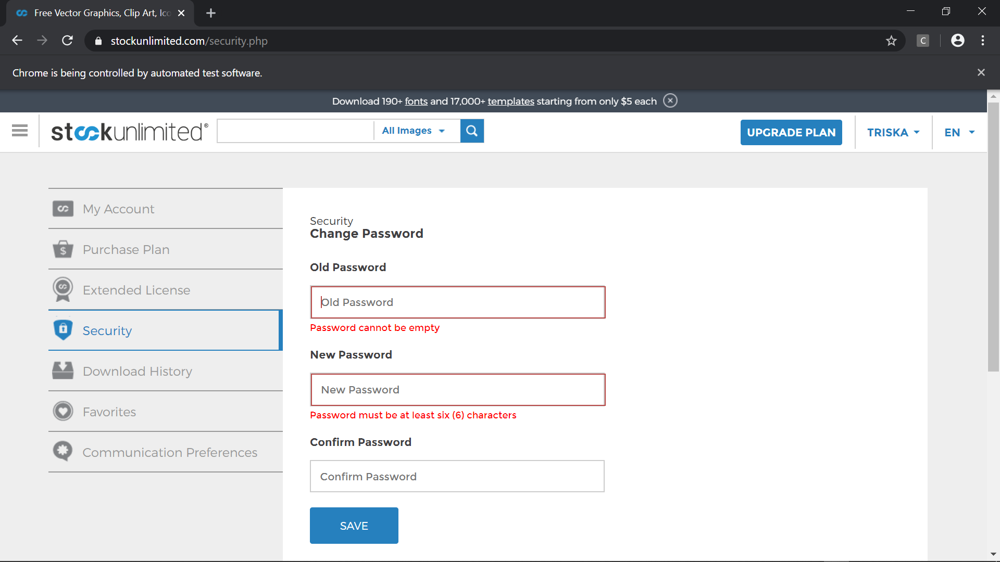 Free Vector Graphics, Clip Art, Ico
stockunlimited.com/security.php
C
Chrome is being controlled by automated test software.
Download 190+ fonts and 17,000+ templates starting from only $5 each
stockunlimited®
All Images
UPGRADE PLAN
TRISKA
EN
My Account
Purchase Plan
Extended License
Security
Download History
Favorites
Communication Preferences
Security
Change Password
Old Password
Old Password
Password cannot be empty
New Password
New Password
Password must be at least six (6) characters
Confirm Password
Confirm Password
SAVE